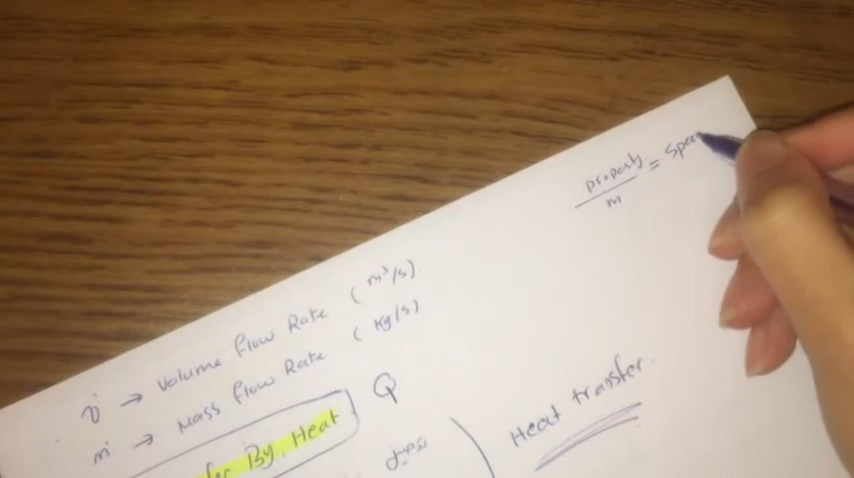 property / m = Spec
V̇ → Volume flow Rate (m³/s)
ṁ → Mass flow Rate (kg/s)
By Heat Q
Heat transfer.